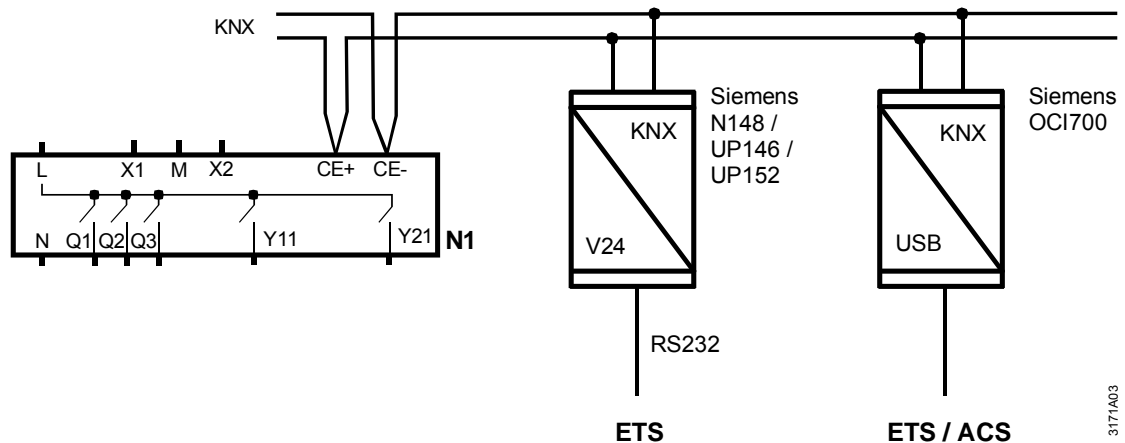 KNX
L X1 M X2 CE+ CE-
N Q1 Q2 Q3 Y11 Y21 N1
KNX
V24
Siemens
N148 /
UP146 /
UP152
RS232
ETS
KNX
USB
Siemens
OCI700
ETS / ACS
3171A03